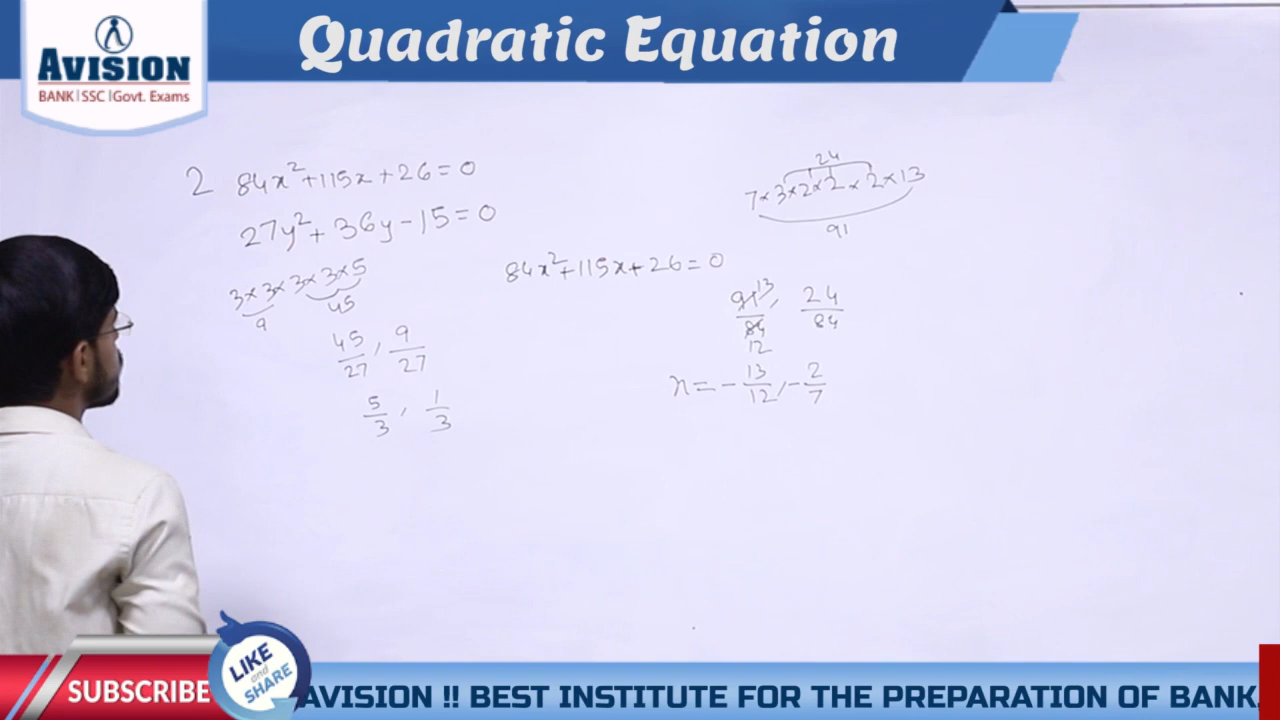 Quadratic Equation
AVISION
BANK | SSC | Govt. Exams
2 84x²+115x+26=0
27y²+36y-15=0
3×3×3×3×5
9 45
45/27, 9/27
5/3, 1/3
84x²+115x+26=0
24
7×3×2×2×2×13
91
91/84 13/12, 24/84
x=-13/12, -2/7
SUBSCRIBE
LIKE and SHARE
AVISION !! BEST INSTITUTE FOR THE PREPARATION OF BANK